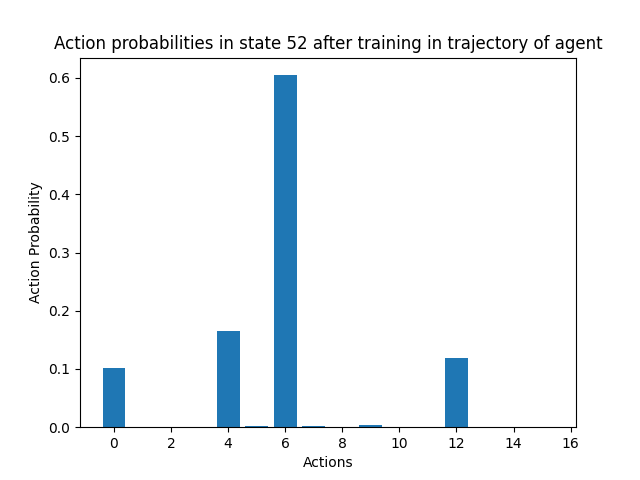 Action probabilities in state 52 after training in trajectory of agent
0.6
0.5
0.4
0.3
0.2
0.1
0.0
Action Probability
0 2 4 6 8 10 12 14 16
Actions